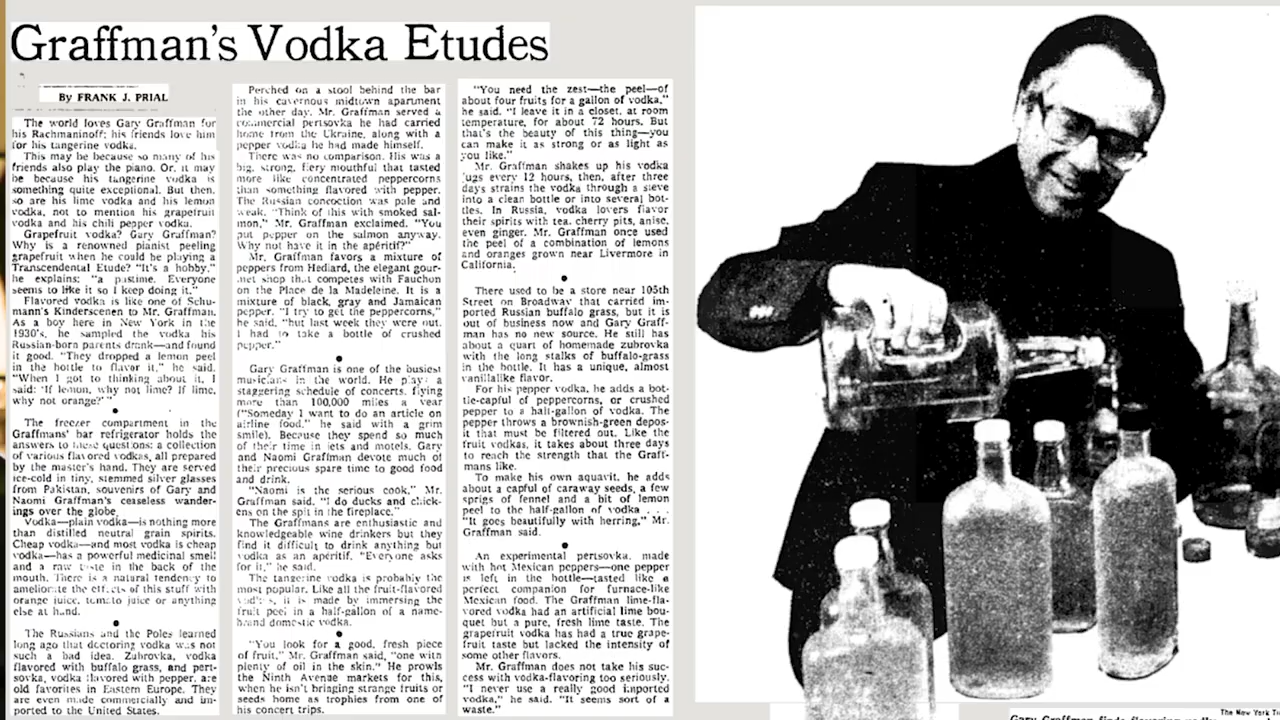 Graffman's Vodka Etudes
By FRANK J. PRIAL
The world loves Gary Graffman for
his Rachmaninoff; his friends love him
for his tangerine vodka.
This may be because so many of his
friends also play the piano. Or, it may
be because his tangerine vodka is
something quite exceptional. But then,
so are his lime vodka and his lemon
vodka, not to mention his grapefruit
vodka and his chili pepper vodka.
Grapefruit vodka? Gary Graffman?
Why is a renowned pianist peeling
grapefruit when he could be playing a
Transcendental Etude? "It's a hobby,"
he explains; "a pastime. Everyone
seems to like it so I keep doing it."
Flavored vodka is like one of Schu-
mann's Kinderscenen to Mr. Graffman.
As a boy here in New York in the
1930's, he sampled the vodka his
Russian-born parents drank—and found
it good. "They dropped a lemon peel
in the bottle to flavor it," he said.
"When I got to thinking about it, I
said: 'If lemon, why not lime? If lime,
why not orange?' "
The freezer compartment in the
Graffmans' bar refrigerator holds the
answers to these questions: a collection
of various flavored vodkas, all prepared
by the master's hand. They are served
ice-cold in tiny, stemmed silver glasses
from Pakistan, souvenirs of Gary and
Naomi Graffman's ceaseless wander-
ings over the globe.
Vodka—plain vodka—is nothing more
than distilled neutral grain spirits.
Cheap vodka—and most vodka is cheap
vodka—has a powerful medicinal smell
and a raw taste in the back of the
mouth. There is a natural tendency to
ameliorate the effects of this stuff with
orange juice, tomato juice or anything
else at hand.
The Russians and the Poles learned
long ago that doctoring vodka was not
such a bad idea. Zubrovka, vodka
flavored with buffalo grass, and pert-
sovka, vodka flavored with pepper, are
old favorites in Eastern Europe. They
are even made commercially and im-
ported to the United States.
Perched on a stool behind the bar
in his cavernous midtown apartment
the other day, Mr. Graffman served a
commercial pertsovka he had carried
home from the Ukraine, along with a
pepper vodka he had made himself.
There was no comparison. His was a
big, strong, fiery mouthful that tasted
more like concentrated peppercorns
than something flavored with pepper.
The Russian concoction was pale and
weak. "Think of this with smoked sal-
mon," Mr. Graffman exclaimed. "You
put pepper on the salmon anyway.
Why not have it in the apéritif?"
Mr. Graffman favors a mixture of
peppers from Hediard, the elegant gour-
met shop that competes with Fauchon
on the Place de la Madeleine. It is a
mixture of black, gray and Jamaican
pepper. "I try to get the peppercorns,"
he said, "but last week they were out.
I had to take a bottle of crushed
pepper."
Gary Graffman is one of the busiest
musicians in the world. He plays a
staggering schedule of concerts, flying
more than 100,000 miles a year
("Someday I want to do an article on
airline food," he said with a grim
smile). Because they spend so much
of their time in jets and motels, Gary
and Naomi Graffman devote much of
their precious spare time to good food
and drink.
"Naomi is the serious cook," Mr.
Graffman said. "I do ducks and chick-
ens on the spit in the fireplace."
The Graffmans are enthusiastic and
knowledgeable wine drinkers but they
find it difficult to drink anything but
vodka as an apéritif. "Everyone asks
for it," he said.
The tangerine vodka is probably the
most popular. Like all the fruit-flavored
vodkas, it is made by immersing the
fruit peel in a half-gallon of a name-
brand domestic vodka.
"You look for a good, fresh piece
of fruit," Mr. Graffman said, "one with
plenty of oil in the skin." He prowls
the Ninth Avenue markets for this,
when he isn't bringing strange fruits or
seeds home as trophies from one of
his concert trips.
"You need the zest—the peel—of
about four fruits for a gallon of vodka,"
he said. "I leave it in a closet, at room
temperature, for about 72 hours. But
that's the beauty of this thing—you
can make it as strong or as light as
you like."
Mr. Graffman shakes up his vodka
jugs every 12 hours, then, after three
days strains the vodka through a sieve
into a clean bottle or into several bot-
tles. In Russia, vodka lovers flavor
their spirits with tea, cherry pits, anise,
even ginger. Mr. Graffman once used
the peel of a combination of lemons
and oranges grown near Livermore in
California.
There used to be a store near 105th
Street on Broadway that carried im-
ported Russian buffalo grass, but it is
out of business now and Gary Graff-
man has no new source. He still has
about a quart of homemade zubrovka
with the long stalks of buffalo-grass
in the bottle. It has a unique, almost
vanillalike flavor.
For his pepper vodka, he adds a bot-
tle-capful of peppercorns, or crushed
pepper to a half-gallon of vodka. The
pepper throws a brownish-green depos-
it that must be filtered out. Like the
fruit vodkas, it takes about three days
to reach the strength that the Graff-
mans like.
To make his own aquavit, he adds
about a capful of caraway seeds, a few
sprigs of fennel and a bit of lemon
peel to the half-gallon of vodka . . .
"It goes beautifully with herring," Mr.
Graffman said.
An experimental pertsovka, made
with hot Mexican peppers—one pepper
is left in the bottle—tasted like a
perfect companion for furnace-like
Mexican food. The Graffman lime-fla-
vored vodka had an artificial lime bou-
quet but a pure, fresh lime taste. The
grapefruit vodka has had a true grape-
fruit taste but lacked the intensity of
some other flavors.
Mr. Graffman does not take his suc-
cess with vodka-flavoring too seriously.
"I never use a really good imported
vodka," he said. "It seems sort of a
waste."
The New York
Gary Graffman finds flavoring